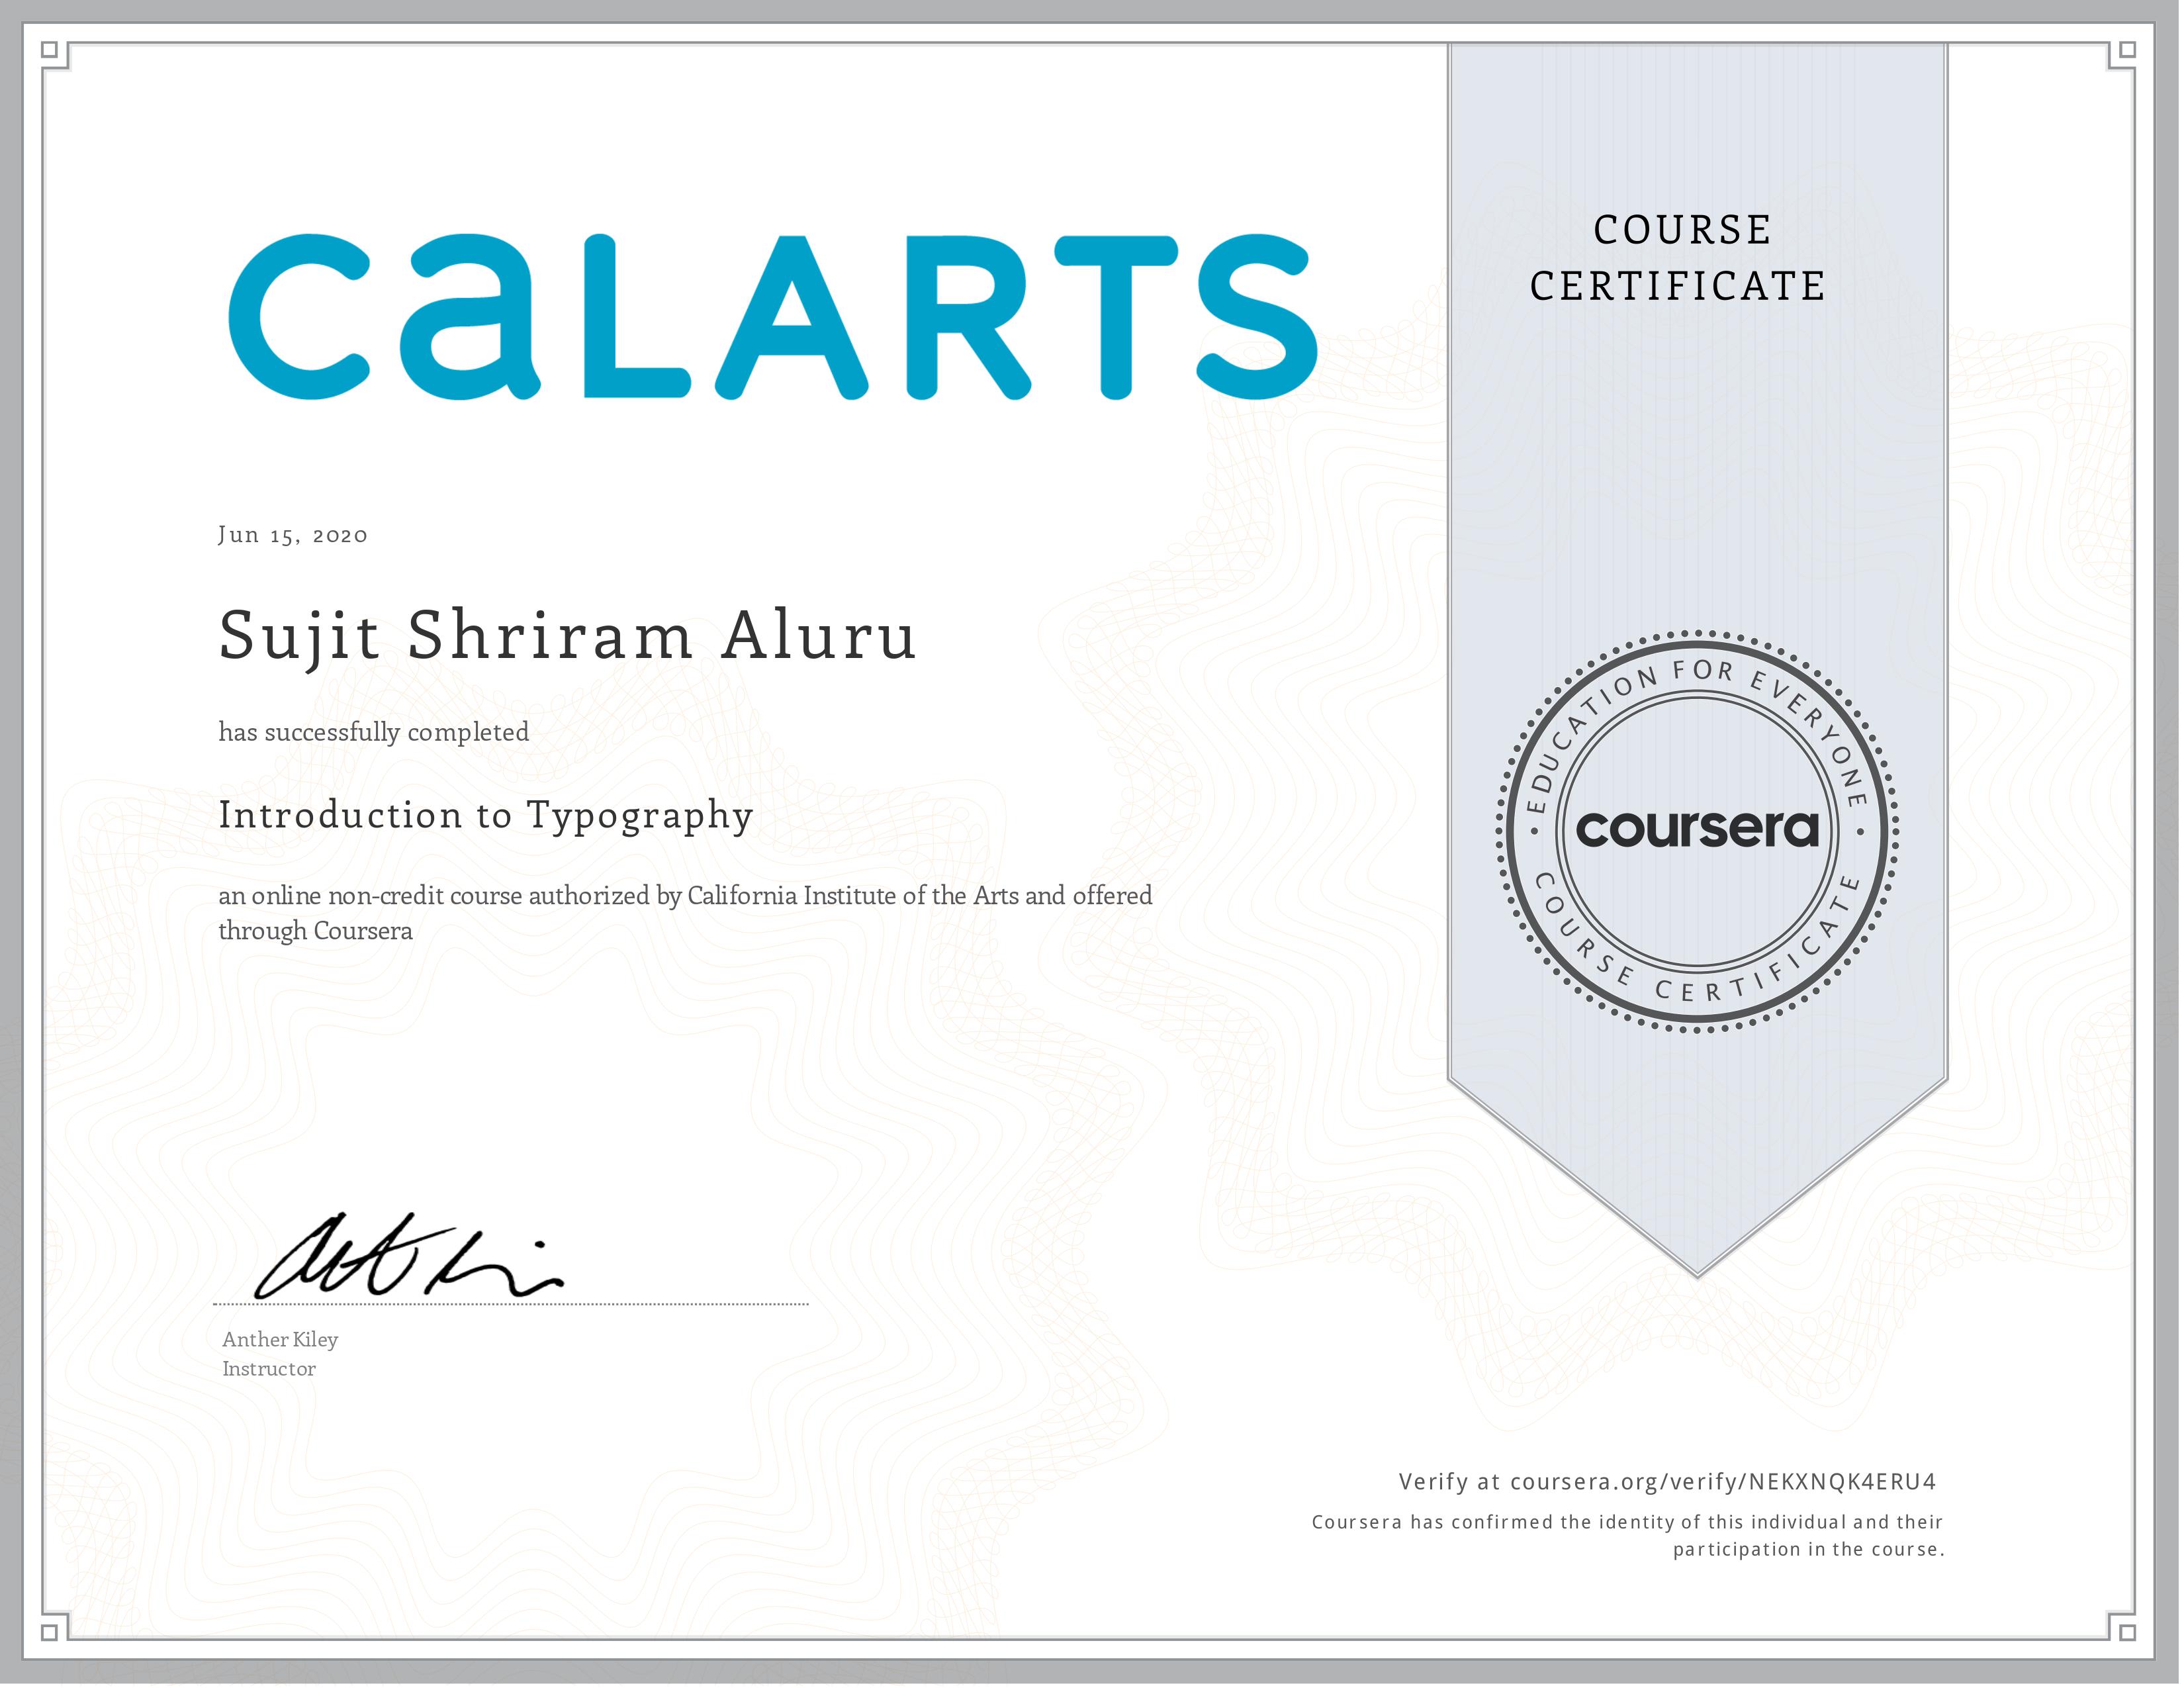 CaLARTS
COURSE
CERTIFICATE
Jun 15, 2020
Sujit Shriram Aluru
has successfully completed
Introduction to Typography
an online non-credit course authorized by California Institute of the Arts and offered
through Coursera
EDUCATION FOR EVERYONE
coursera
COURSE CERTIFICATE
Anther Kiley
Instructor
Verify at coursera.org/verify/NEKXNQK4ERU4
Coursera has confirmed the identity of this individual and their
participation in the course.